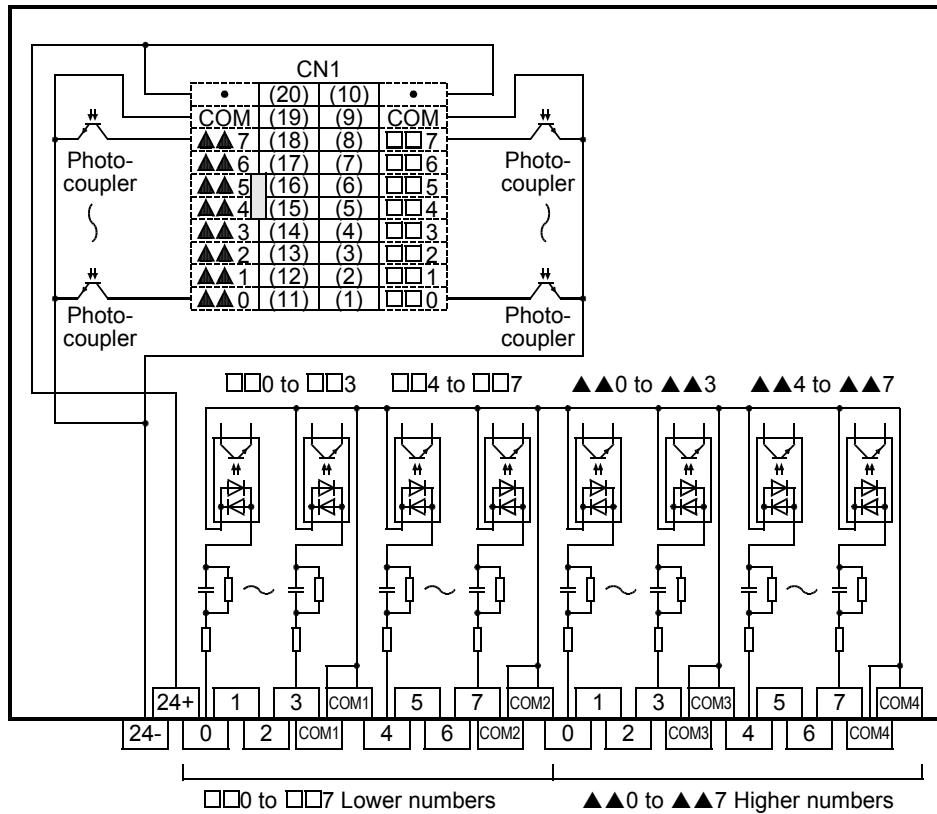 CN1
• (20) (10) •
COM (19) (9) COM
▲▲7 (18) (8) □□7
▲▲6 (17) (7) □□6
▲▲5 (16) (6) □□5
▲▲4 (15) (5) □□4
▲▲3 (14) (4) □□3
▲▲2 (13) (3) □□2
▲▲1 (12) (2) □□1
▲▲0 (11) (1) □□0
Photo-
coupler
Photo-
coupler
Photo-
coupler
Photo-
coupler
□□0 to □□3 □□4 to □□7 ▲▲0 to ▲▲3 ▲▲4 to ▲▲7
24+ 1 3 COM1 5 7 COM2 1 3 COM3 5 7 COM4
24- 0 2 COM1 4 6 COM2 0 2 COM3 4 6 COM4
□□0 to □□7 Lower numbers ▲▲0 to ▲▲7 Higher numbers